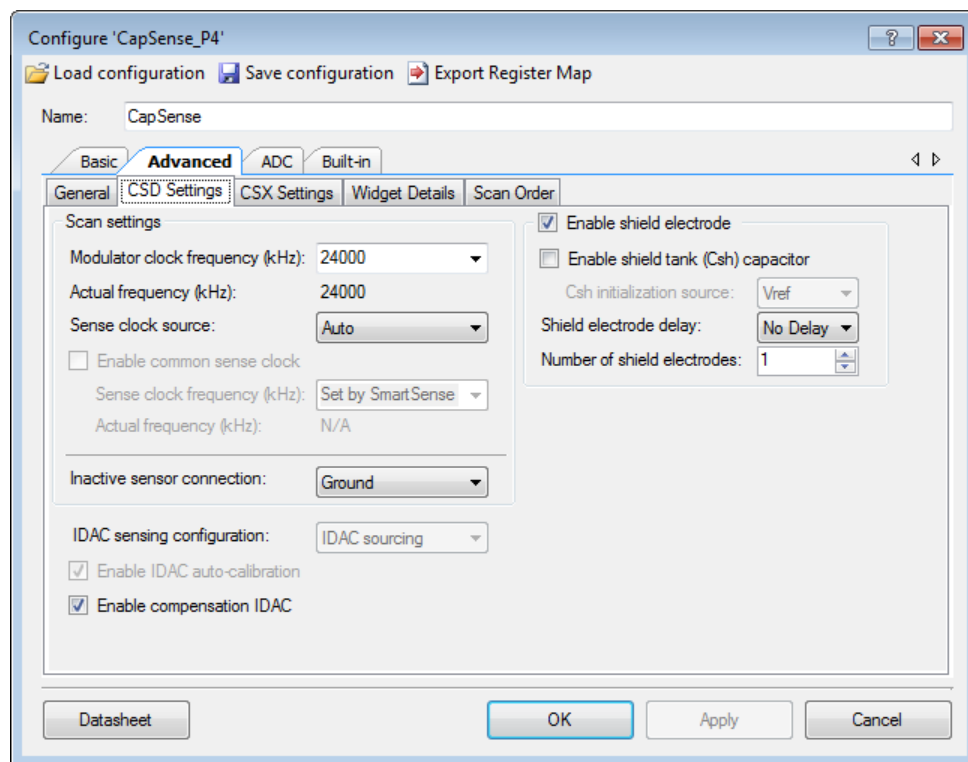 Configure 'CapSense_P4'
Load configuration Save configuration Export Register Map
Name: CapSense
Basic Advanced ADC Built-in
General CSD Settings CSX Settings Widget Details Scan Order
Scan settings
Modulator clock frequency (kHz): 24000
Actual frequency (kHz): 24000
Sense clock source: Auto
Enable common sense clock
Sense clock frequency (kHz): Set by SmartSense
Actual frequency (kHz): N/A
Inactive sensor connection: Ground
IDAC sensing configuration: IDAC sourcing
Enable IDAC auto-calibration
Enable compensation IDAC
Enable shield electrode
Enable shield tank (Csh) capacitor
Csh initialization source: Vref
Shield electrode delay: No Delay
Number of shield electrodes: 1
Datasheet OK Apply Cancel